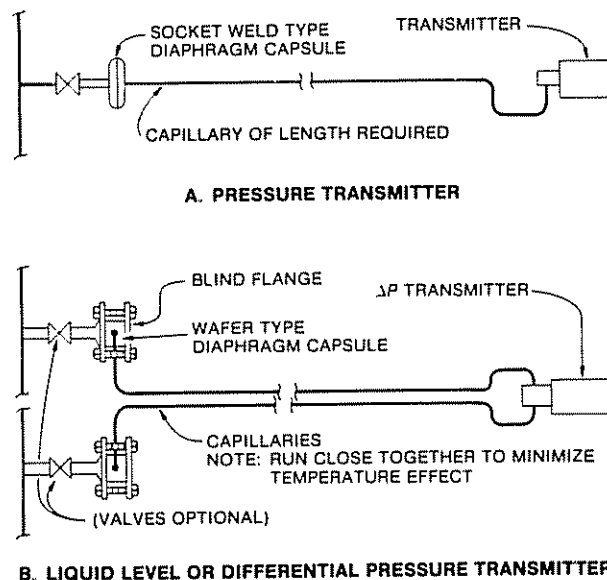 SOCKET WELD TYPE
DIAPHRAGM CAPSULE
TRANSMITTER
CAPILLARY OF LENGTH REQUIRED
A. PRESSURE TRANSMITTER
BLIND FLANGE
ΔP TRANSMITTER
WAFER TYPE
DIAPHRAGM CAPSULE
CAPILLARIES
NOTE: RUN CLOSE TOGETHER TO MINIMIZE
TEMPERATURE EFFECT
(VALVES OPTIONAL)
B. LIQUID LEVEL OR DIFFERENTIAL PRESSURE TRANSMITTER